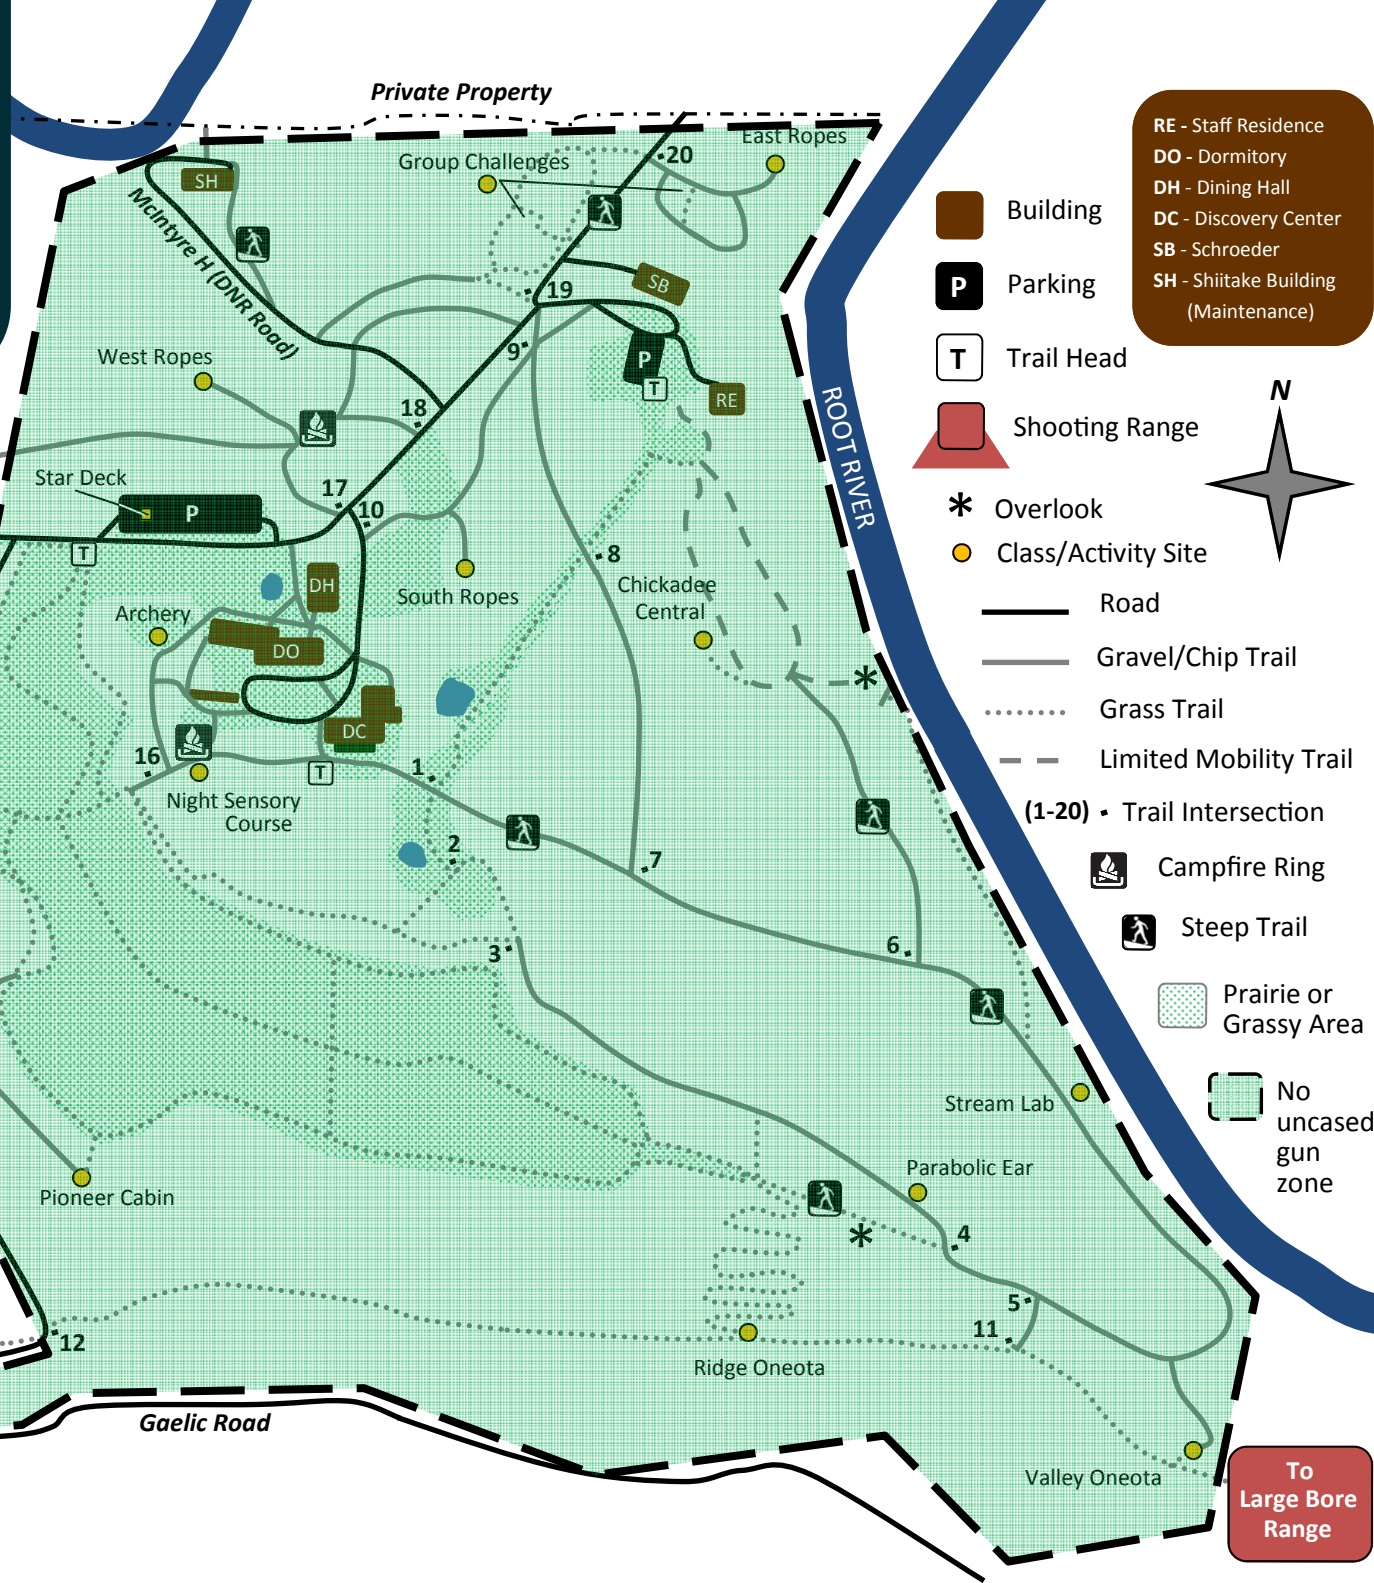 Private Property
East Ropes
20
Group Challenges
SH
McIntyre H (DNR Road)
SB
19
9
West Ropes
P
T
RE
18
Star Deck
P
17
10
T
8
DH
Chickadee
Central
South Ropes
Archery
DO
DC
16
T
1
Night Sensory
Course
2
7
3
6
Stream Lab
Parabolic Ear
Pioneer Cabin
4
5
11
12
Ridge Oneota
Gaelic Road
Valley Oneota
ROOT RIVER
RE - Staff Residence
DO - Dormitory
DH - Dining Hall
DC - Discovery Center
SB - Schroeder
SH - Shiitake Building
(Maintenance)
Building
P Parking
T Trail Head
Shooting Range
N
* Overlook
Class/Activity Site
Road
Gravel/Chip Trail
Grass Trail
Limited Mobility Trail
(1-20) Trail Intersection
Campfire Ring
Steep Trail
Prairie or
Grassy Area
No
uncased
gun
zone
To
Large Bore
Range